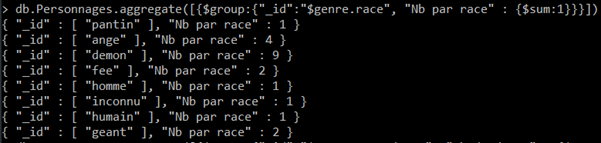 > db.Personnages.aggregate([{$group:{"_id":"$genre.race", "Nb par race" : {$sum:1}}}])
{ "_id" : [ "pantin" ], "Nb par race" : 1 }
{ "_id" : [ "ange" ], "Nb par race" : 4 }
{ "_id" : [ "demon" ], "Nb par race" : 9 }
{ "_id" : [ "fee" ], "Nb par race" : 2 }
{ "_id" : [ "homme" ], "Nb par race" : 1 }
{ "_id" : [ "inconnu" ], "Nb par race" : 1 }
{ "_id" : [ "humain" ], "Nb par race" : 1 }
{ "_id" : [ "geant" ], "Nb par race" : 2 }